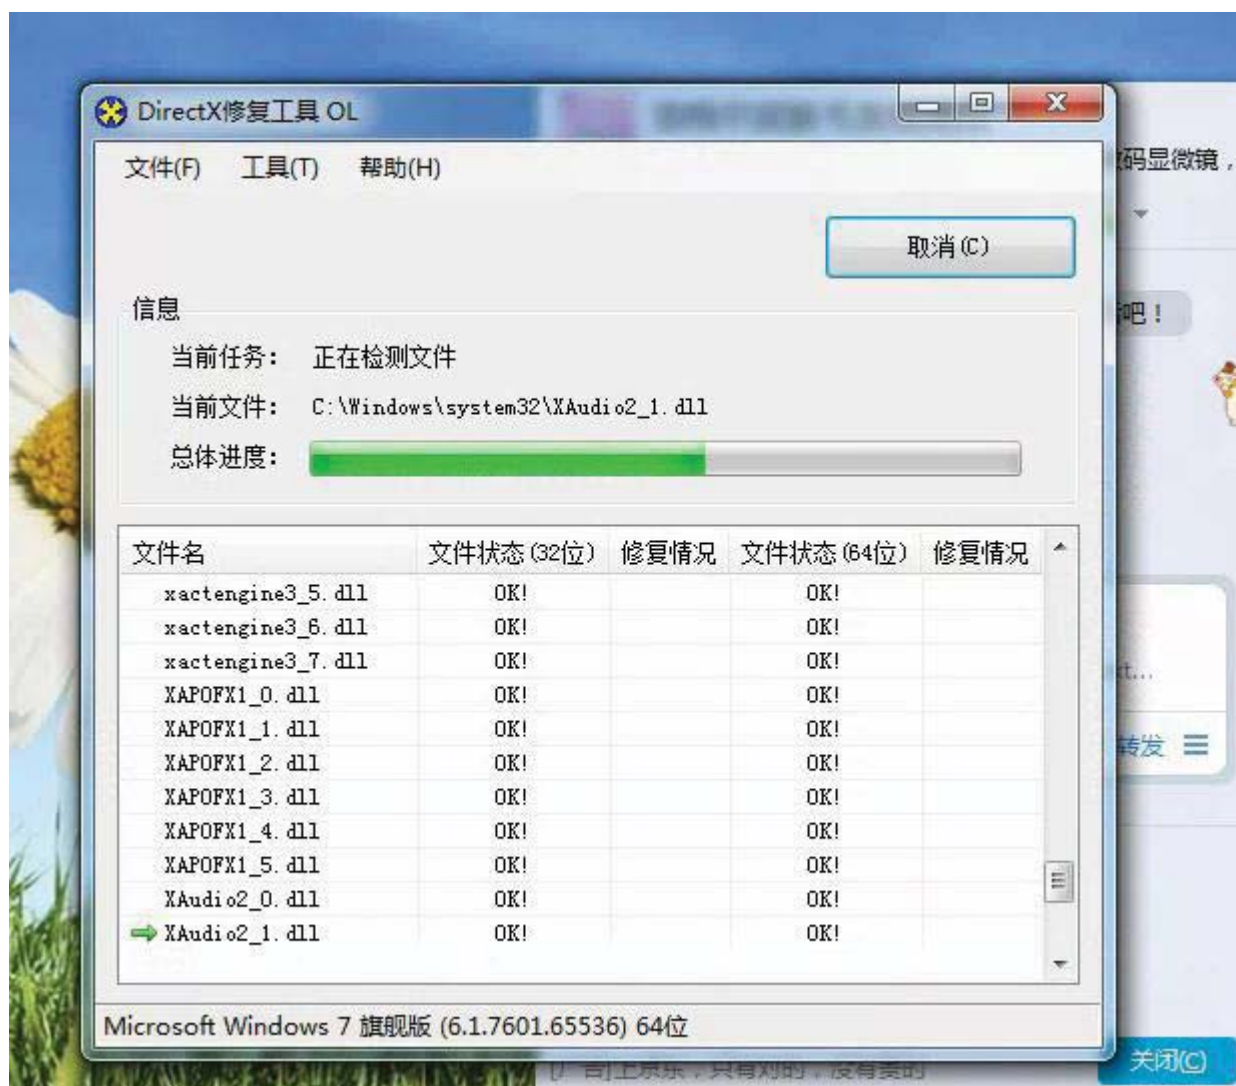 DirectX修复工具 OL
文件(F) 工具(T) 帮助(H)
码显微镜，
取消(C)
信息
吧！
当前任务： 正在检测文件
当前文件： C:\Windows\system32\XAudio2_1.dll
总体进度：
文件名 文件状态(32位) 修复情况 文件状态(64位) 修复情况
xactengine3_5.dll OK! OK!
xactengine3_6.dll OK! OK!
xactengine3_7.dll OK! OK!
XAPOFX1_0.dll OK! OK!
XAPOFX1_1.dll OK! OK!
XAPOFX1_2.dll OK! OK!
转发
XAPOFX1_3.dll OK! OK!
XAPOFX1_4.dll OK! OK!
XAPOFX1_5.dll OK! OK!
XAudio2_0.dll OK! OK!
XAudio2_1.dll OK! OK!
Microsoft Windows 7 旗舰版 (6.1.7601.65536) 64位
关闭(C)